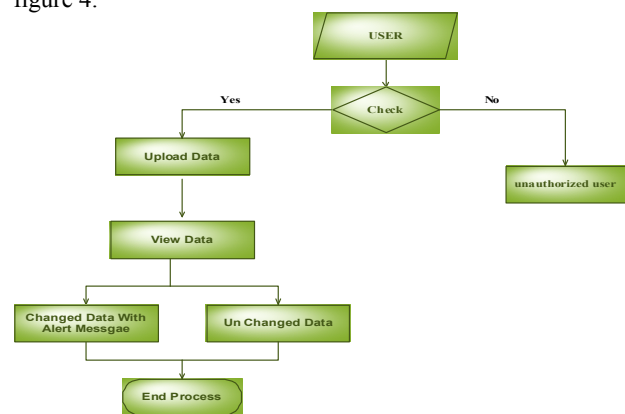 figure 4.
USER
Yes
No
Check
Upload Data
unauthorized user
View Data
Changed Data With
Alert Messgae
Un Changed Data
End Process